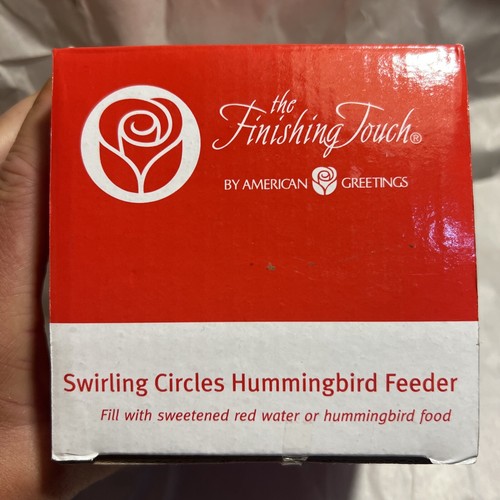 the
Finishing Touch®
BY AMERICAN GREETINGS
Swirling Circles Hummingbird Feeder
Fill with sweetened red water or hummingbird food